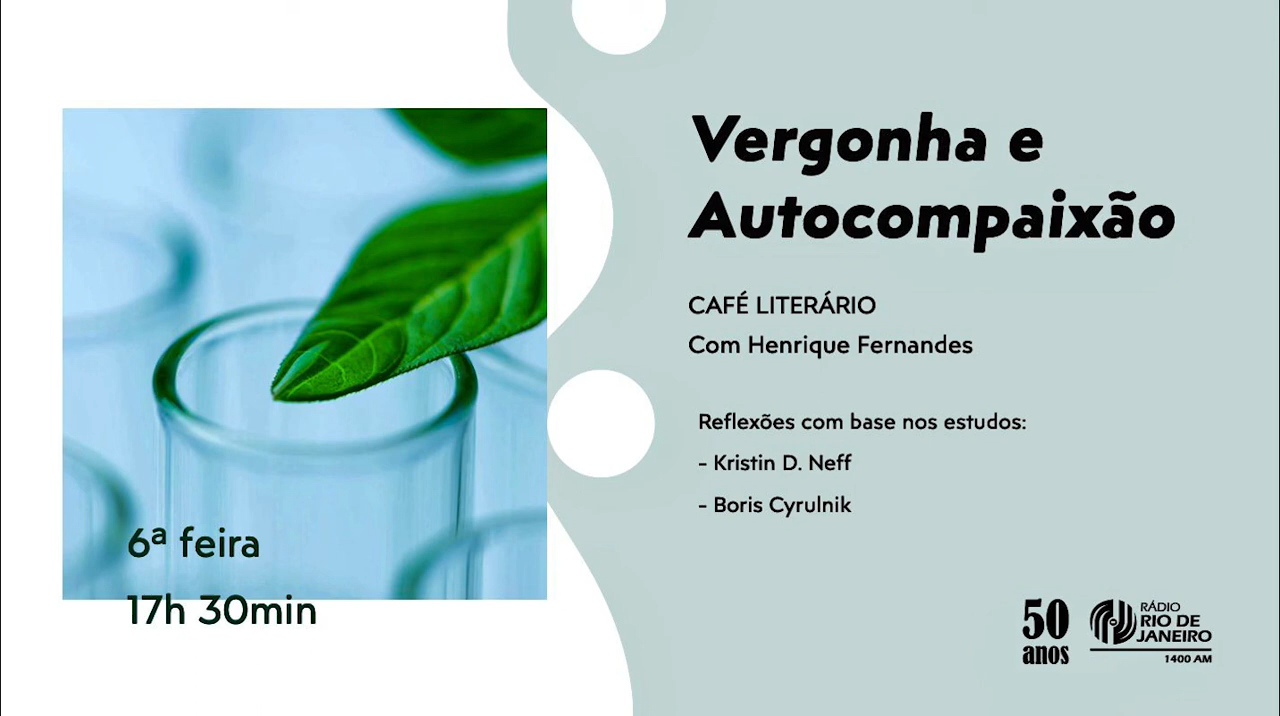 Vergonha e
Autocompaixão
CAFÉ LITERÁRIO
Com Henrique Fernandes
Reflexões com base nos estudos:
- Kristin D. Neff
- Boris Cyrulnik
6ª feira
17h 30min
50
anos
RÁDIO
RIO DE
JANEIRO
1400 AM